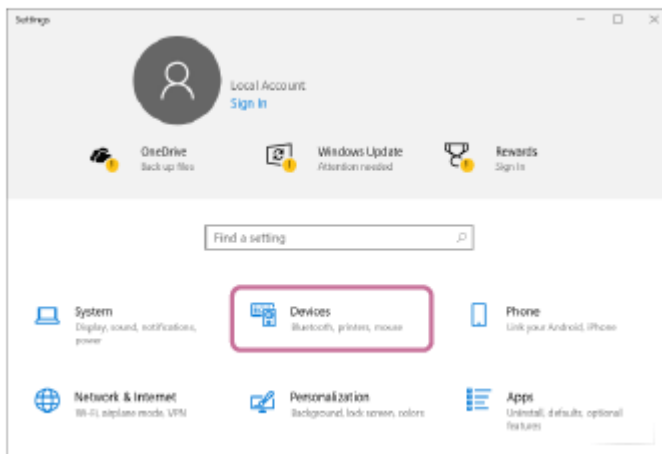 Settings
Local Account
Sign In
OneDrive
Back up files
Windows Update
Attention needed
Rewards
Sign In
Find a setting
System
Display, sound, notifications,
power
Devices
Bluetooth, printers, mouse
Phone
Link your Android, iPhone
Network & Internet
Wi-Fi, airplane mode, VPN
Personalization
Background, lock screen, colors
Apps
Uninstall, defaults, optional
features